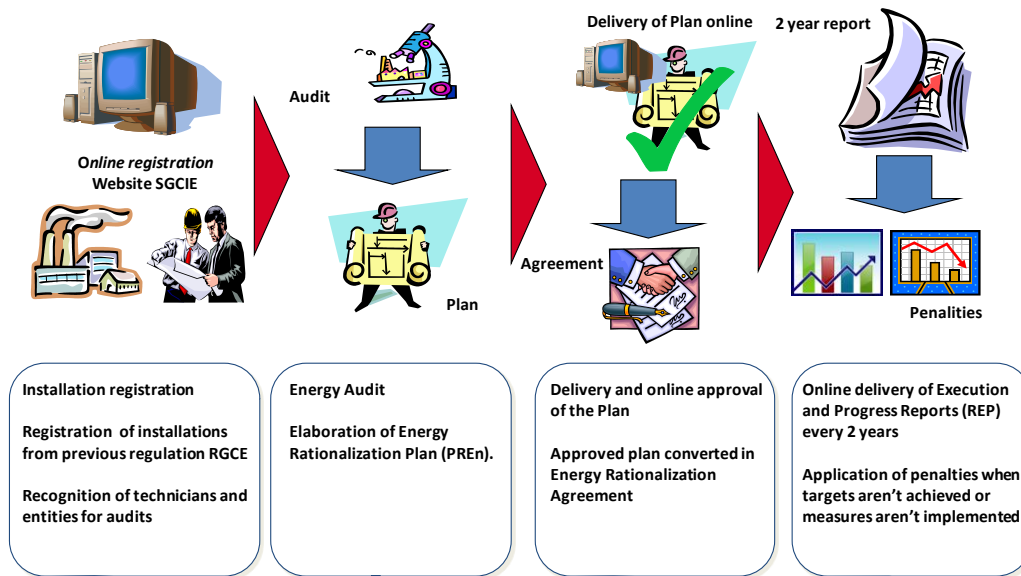 Delivery of Plan online
2 year report
Audit
Online registration
Website SGCIE
Agreement
Plan
Penalities
Installation registration
Registration of installations
from previous regulation RGCE
Recognition of technicians and
entities for audits
Energy Audit
Elaboration of Energy
Rationalization Plan (PREn).
Delivery and online approval
of the Plan
Approved plan converted in
Energy Rationalization
Agreement
Online delivery of Execution
and Progress Reports (REP)
every 2 years
Application of penalties when
targets aren't achieved or
measures aren't implemented